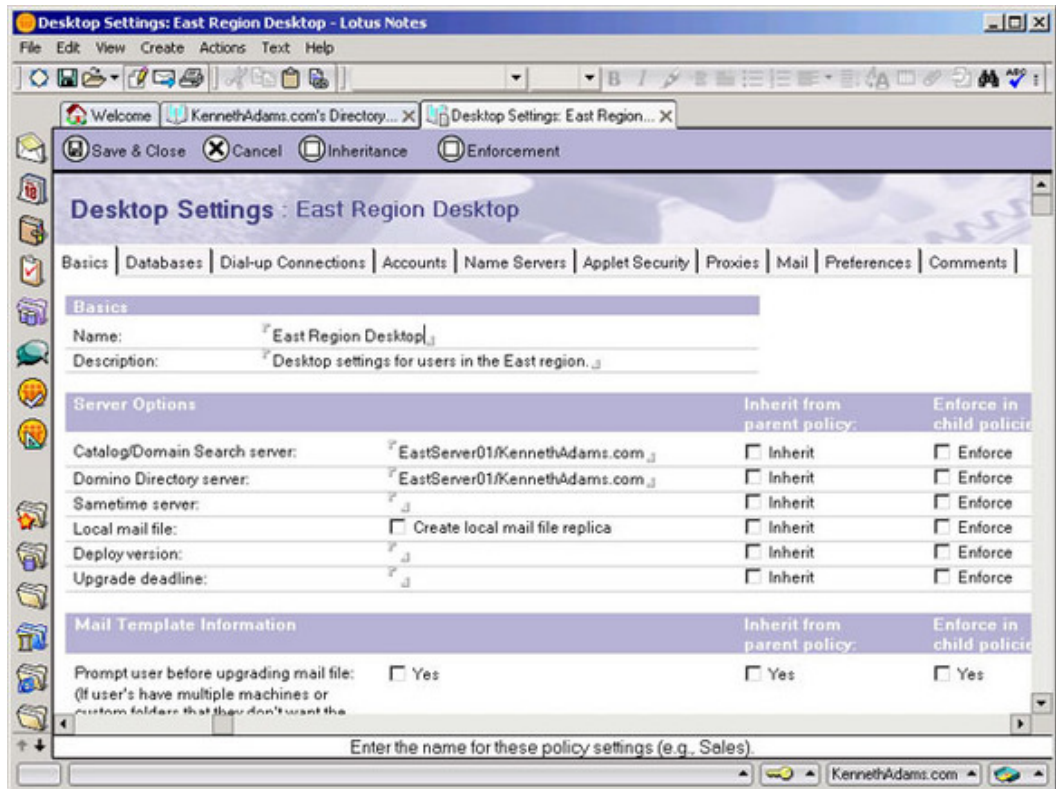 Desktop Settings: East Region Desktop - Lotus Notes
File Edit View Create Actions Text Help
B I
Welcome KennethAdams.com's Directory... Desktop Settings: East Region...
Save & Close Cancel Inheritance Enforcement
Desktop Settings : East Region Desktop
Basics Databases Dial-up Connections Accounts Name Servers Applet Security Proxies Mail Preferences Comments
Basics
Name: East Region Desktop
Description: Desktop settings for users in the East region.
Server Options Inherit from Enforce in
parent policy: child policie
Catalog/Domain Search server: EastServer01/KennethAdams.com Inherit Enforce
Domino Directory server: EastServer01/KennethAdams.com Inherit Enforce
Sametime server: Inherit Enforce
Local mail file: Create local mail file replica Inherit Enforce
Deploy version: Inherit Enforce
Upgrade deadline: Inherit Enforce
Mail Template Information Inherit from Enforce in
parent policy: child policie
Prompt user before upgrading mail file: Yes Yes Yes
(If user's have multiple machines or
custom folders that they don't want the
Enter the name for these policy settings (e.g., Sales).
KennethAdams.com